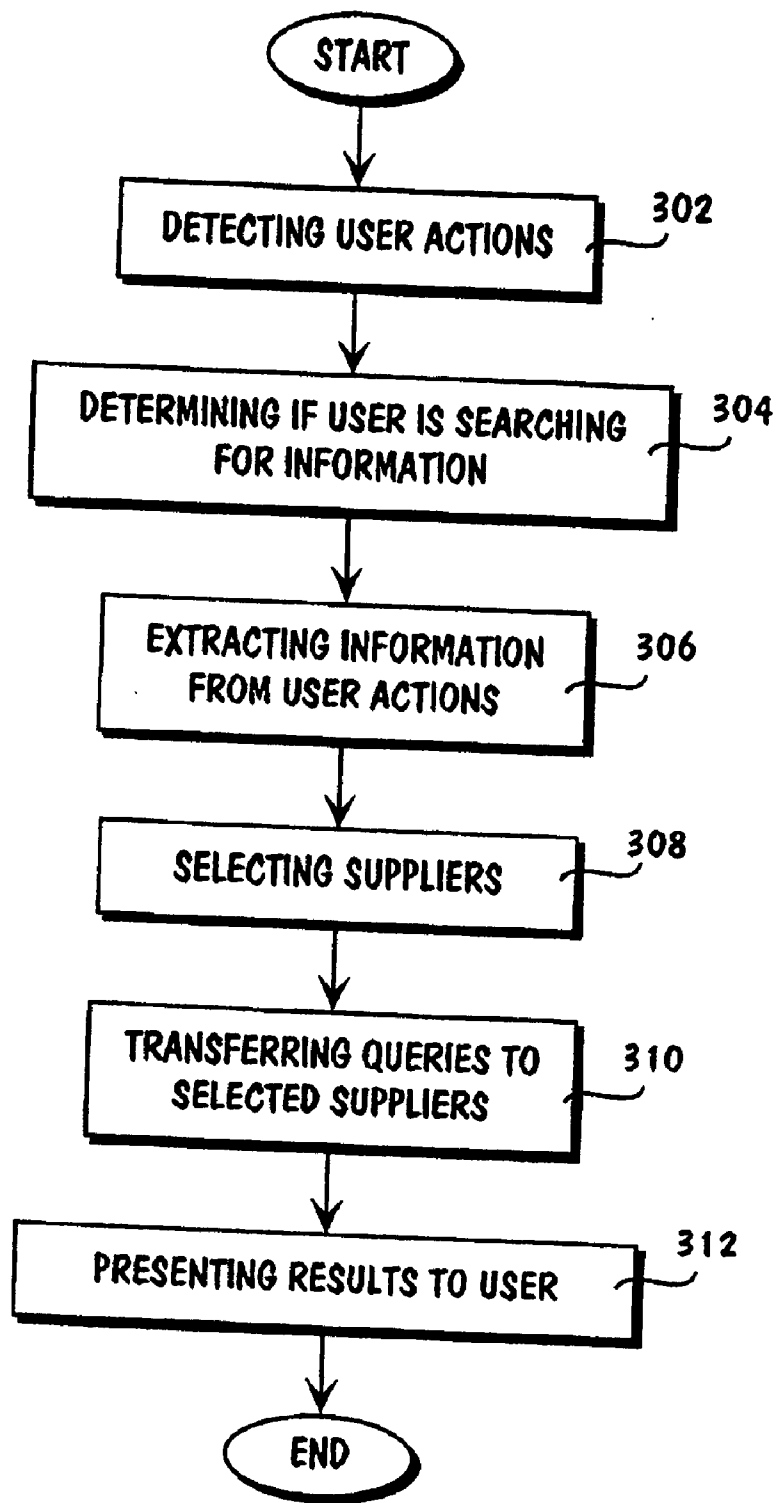 START
DETECTING USER ACTIONS
302
DETERMINING IF USER IS SEARCHING
FOR INFORMATION
304
EXTRACTING INFORMATION
FROM USER ACTIONS
306
SELECTING SUPPLIERS
308
TRANSFERRING QUERIES TO
SELECTED SUPPLIERS
310
PRESENTING RESULTS TO USER
312
END